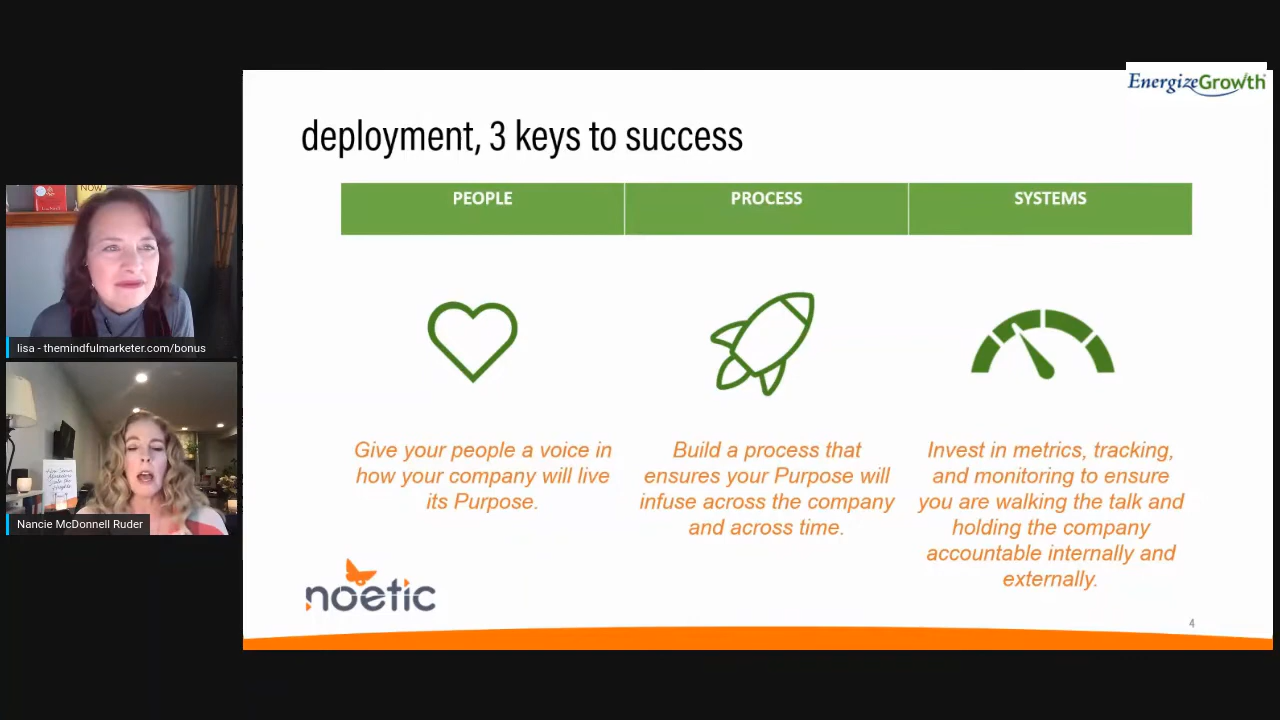 EnergizeGrowth
deployment, 3 keys to success
PEOPLE
PROCESS
SYSTEMS
Give your people a voice in
how your company will live
its Purpose.
Build a process that
ensures your Purpose will
infuse across the company
and across time.
Invest in metrics, tracking,
and monitoring to ensure
you are walking the talk and
holding the company
accountable internally and
externally.
noetic
4
NOW
lisa - themindfulmarketer.com/bonus
Nancie McDonnell Ruder